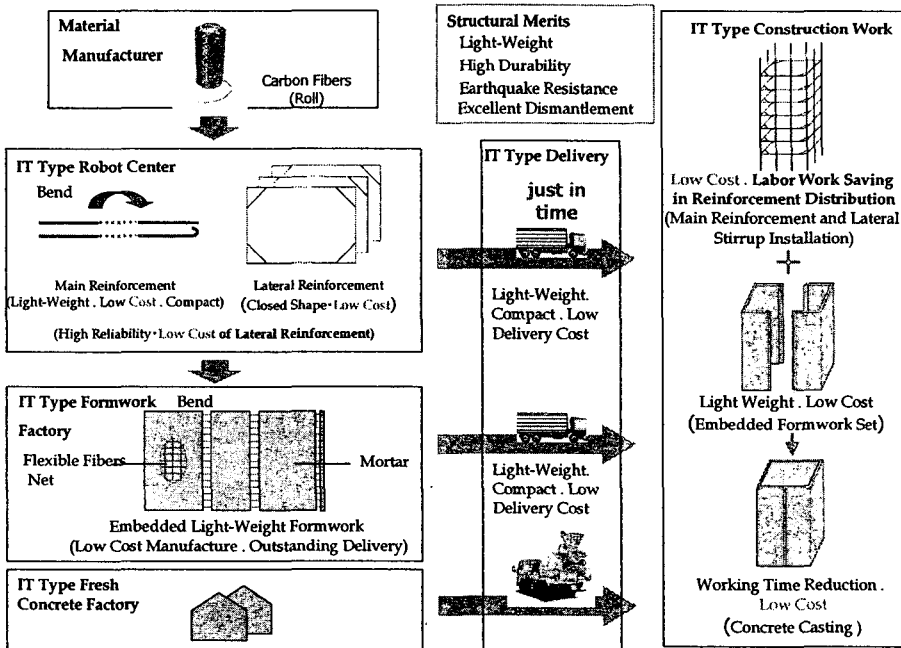 Material
Manufacturer
Carbon Fibers
(Roll)
IT Type Robot Center
Bend
Main Reinforcement
(Light-Weight . Low Cost . Compact)
Lateral Reinforcement
(Closed Shape・Low Cost)
(High Reliability・Low Cost of Lateral Reinforcement)
IT Type Formwork
Factory
Bend
Flexible Fibers
Net
Mortar
Embedded Light-Weight Formwork
(Low Cost Manufacture . Outstanding Delivery)
IT Type Fresh
Concrete Factory
Structural Merits
Light-Weight
High Durability
Earthquake Resistance
Excellent Dismantlement
IT Type Delivery
just in
time
Light-Weight.
Compact . Low
Delivery Cost
Light-Weight.
Compact . Low
Delivery Cost
IT Type Construction Work
Low Cost . Labor Work Saving
in Reinforcement Distribution
(Main Reinforcement and Lateral
Stirrup Installation)
Light Weight . Low Cost
(Embedded Formwork Set)
Working Time Reduction .
Low Cost
(Concrete Casting )